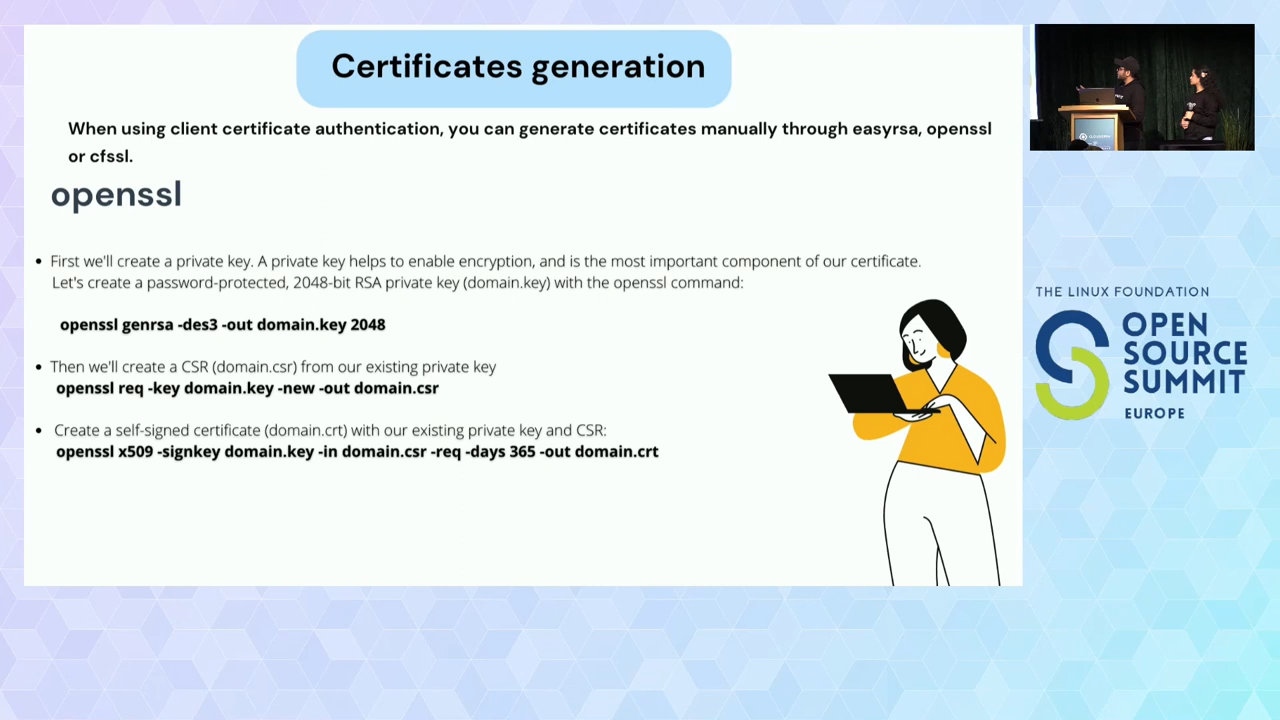 Certificates generation
When using client certificate authentication, you can generate certificates manually through easyrsa, openssl
or cfssl.
openssl
• First we'll create a private key. A private key helps to enable encryption, and is the most important component of our certificate.
Let's create a password-protected, 2048-bit RSA private key (domain.key) with the openssl command:
openssl genrsa -des3 -out domain.key 2048
• Then we'll create a CSR (domain.csr) from our existing private key
openssl req -key domain.key -new -out domain.csr
• Create a self-signed certificate (domain.crt) with our existing private key and CSR:
openssl x509 -signkey domain.key -in domain.csr -req -days 365 -out domain.crt
THE LINUX FOUNDATION
OPEN
SOURCE
SUMMIT
EUROPE